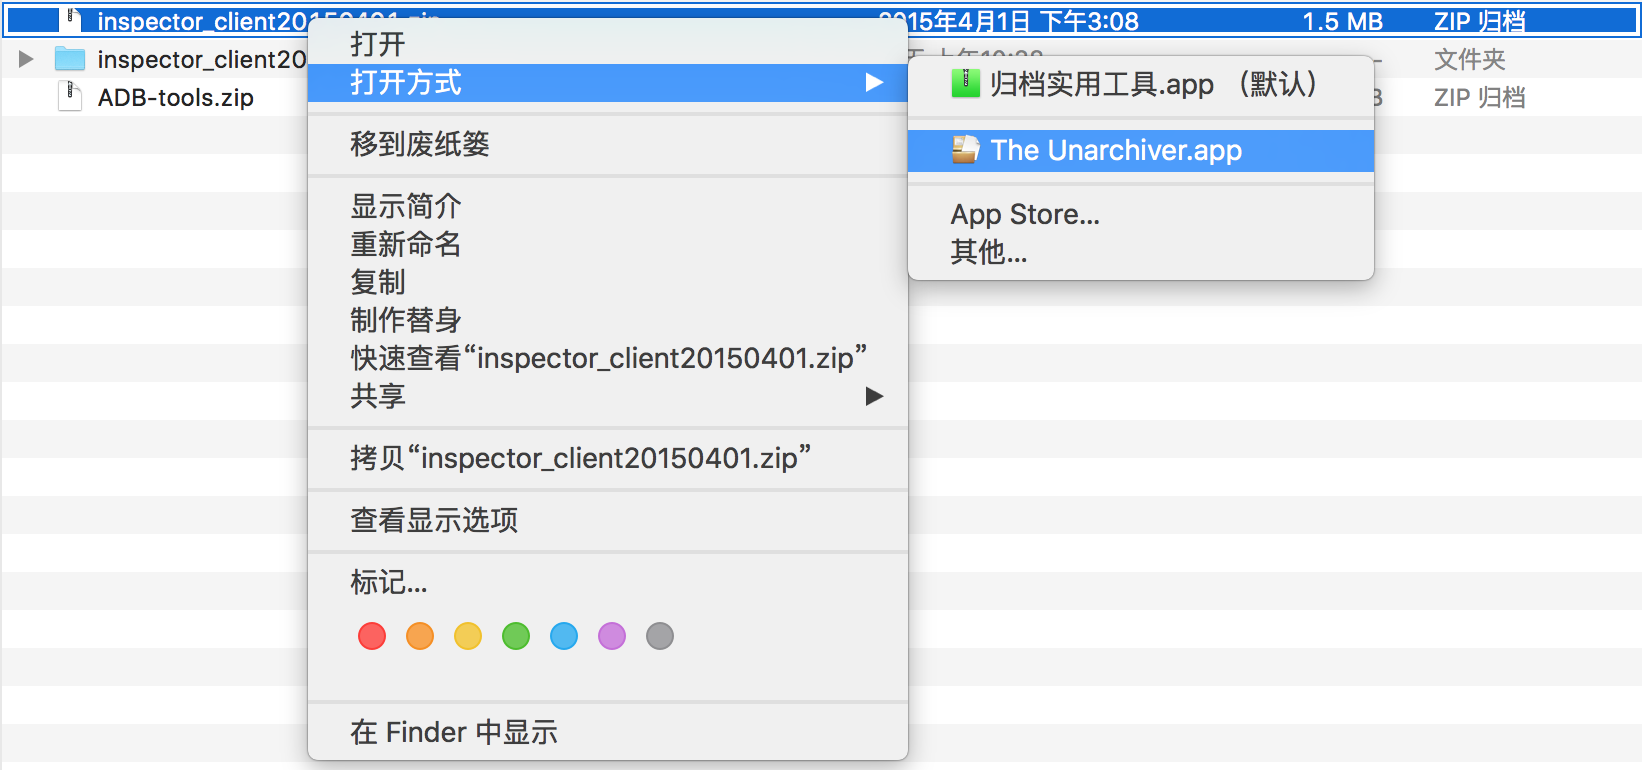 inspector_client20150401.zip 2015年4月1日 下午3:08 1.5 MB ZIP 归档
inspector_client20 文件夹
ADB-tools.zip ZIP 归档
打开
打开方式
移到废纸篓
显示简介
重新命名
复制
制作替身
快速查看“inspector_client20150401.zip”
共享
拷贝“inspector_client20150401.zip”
查看显示选项
标记...
在 Finder 中显示
归档实用工具.app （默认）
The Unarchiver.app
App Store...
其他...